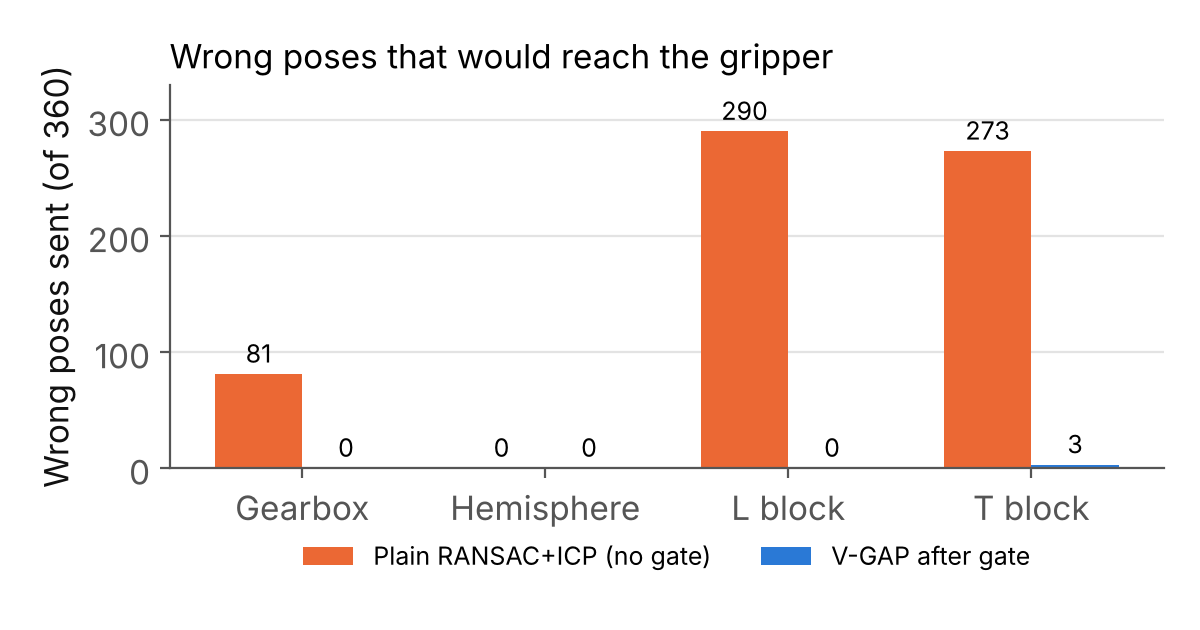 Wrong poses that would reach the gripper
Wrong poses sent (of 360)
300
200
100
0
290
273
81
0
0
0
0
3
Gearbox
Hemisphere
L block
T block
Plain RANSAC+ICP (no gate)
V-GAP after gate